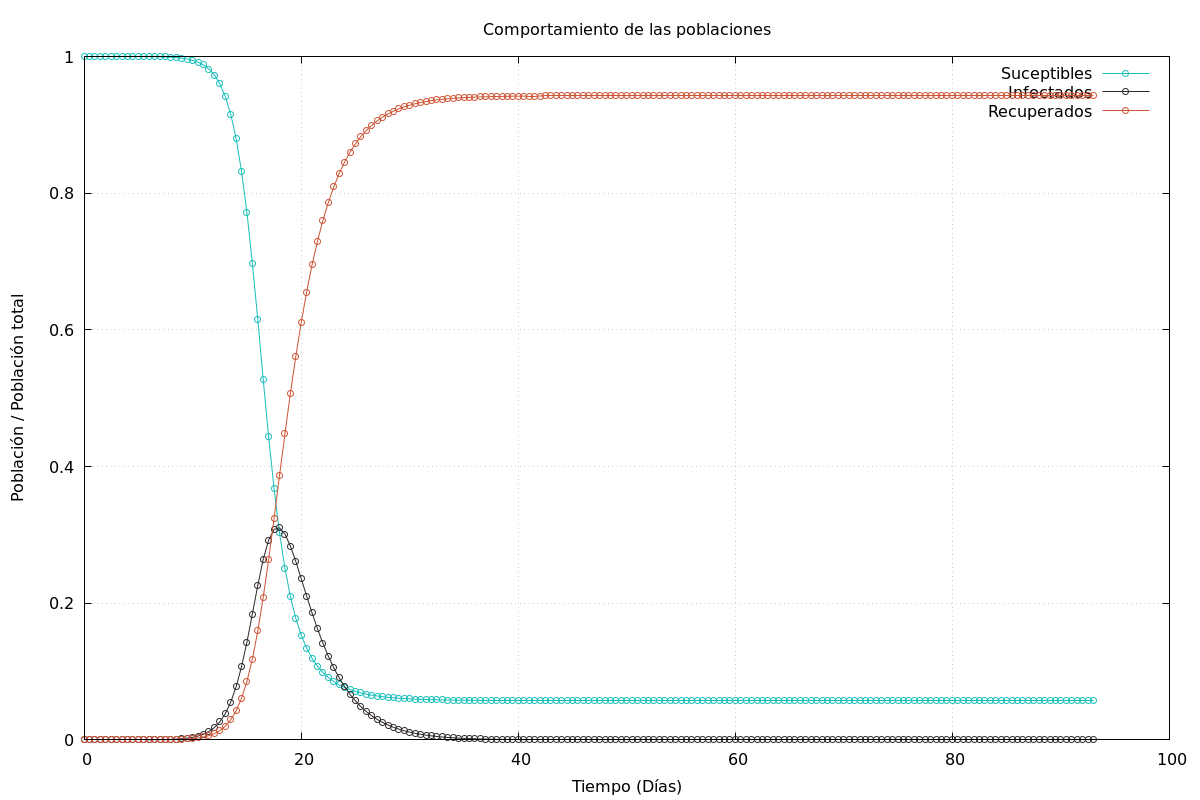 Comportamiento de las poblaciones
Suceptibles
Infectados
Recuperados
1
0.8
0.6
0.4
0.2
0
0 20 40 60 80 100
Población / Población total
Tiempo (Días)